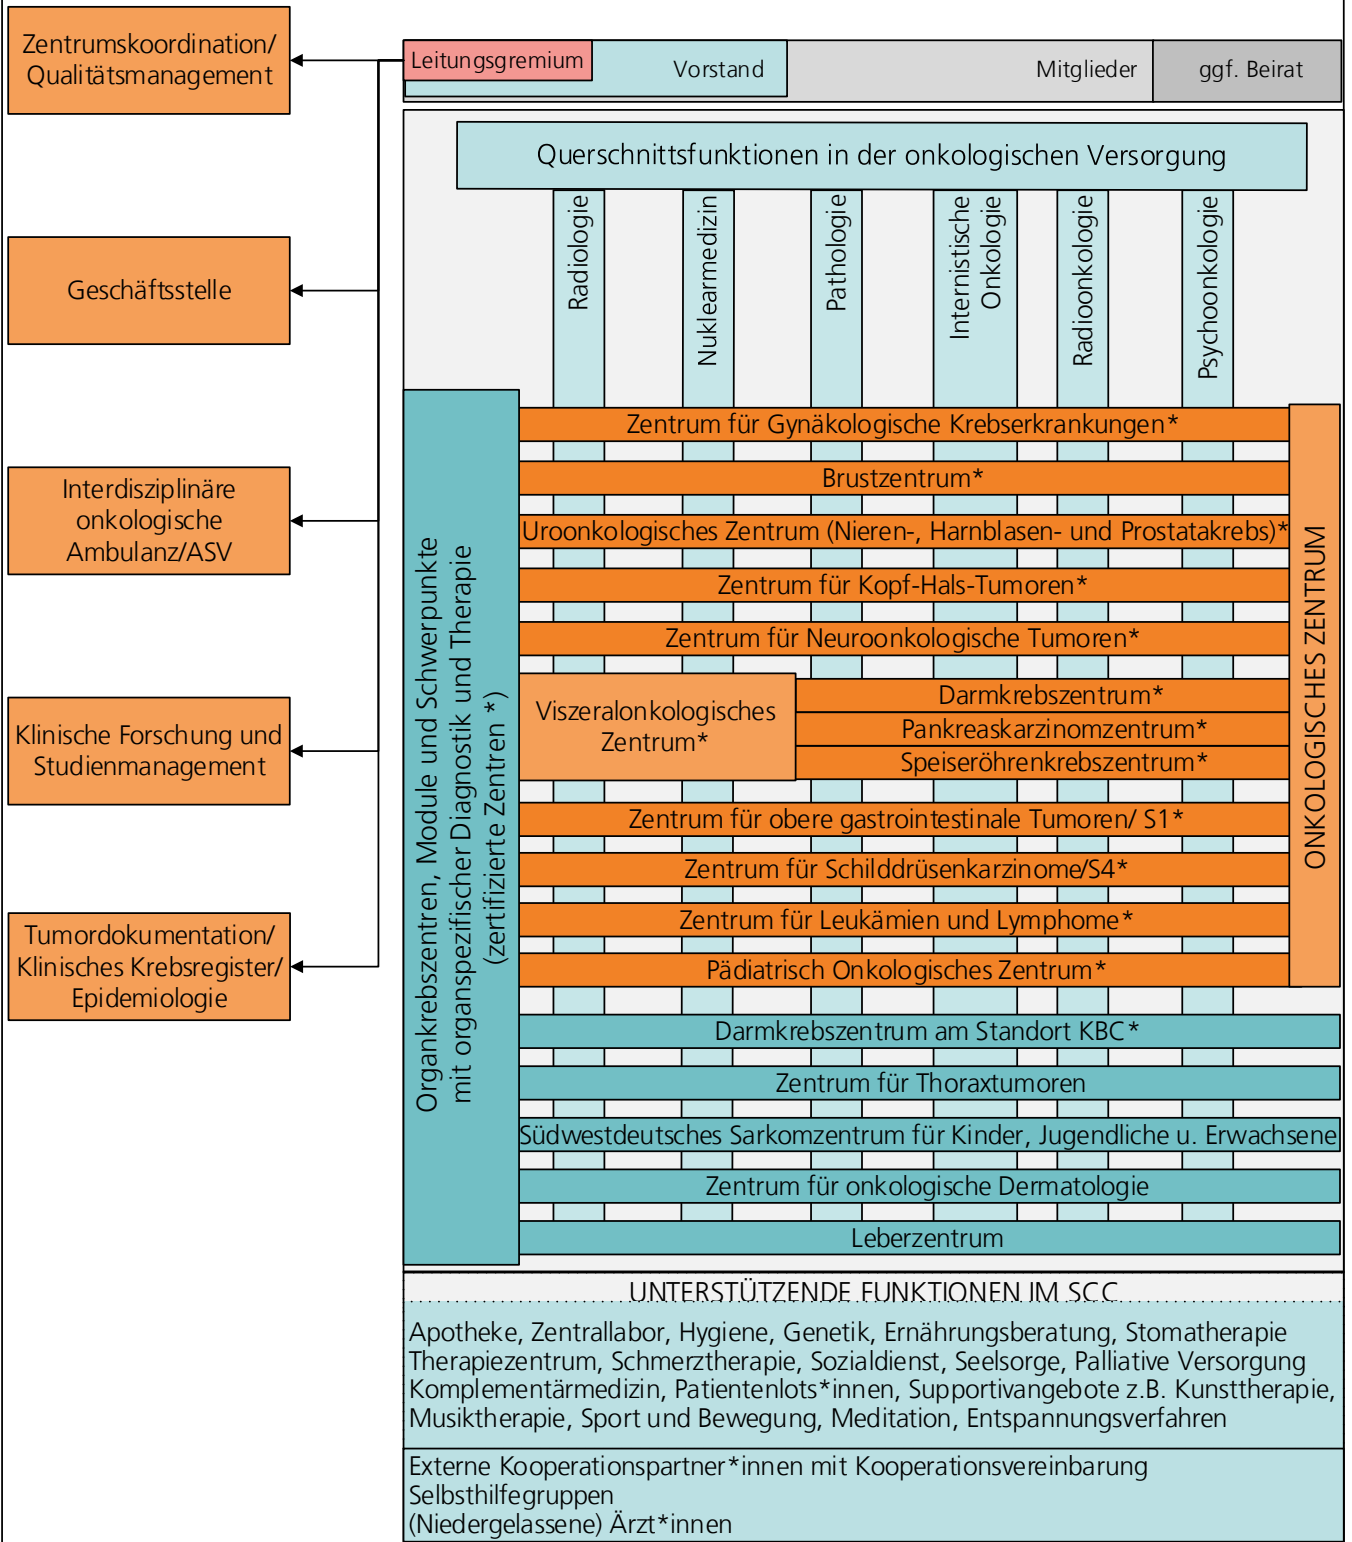 Zentrumskoordination/
Qualitätsmanagement
Geschäftsstelle
Interdisziplinäre
onkologische
Ambulanz/ASV
Klinische Forschung und
Studienmanagement
Tumordokumentation/
Klinisches Krebsregister/
Epidemiologie
Leitungsgremium
Vorstand
Mitglieder
ggf. Beirat
Querschnittsfunktionen in der onkologischen Versorgung
Radiologie
Nuklearmedizin
Pathologie
Internistische
Onkologie
Radioonkologie
Psychoonkologie
Organkrebszentren, Module und Schwerpunkte
mit organspezifischer Diagnostik und Therapie
(zertifizierte Zentren *)
Zentrum für Gynäkologische Krebserkrankungen*
Brustzentrum*
Uroonkologisches Zentrum (Nieren-, Harnblasen- und Prostatakrebs)*
Zentrum für Kopf-Hals-Tumoren*
Zentrum für Neuroonkologische Tumoren*
Viszeralonkologisches
Zentrum*
Darmkrebszentrum*
Pankreaskarzinomzentrum*
Speiseröhrenkrebszentrum*
Zentrum für obere gastrointestinale Tumoren/ S1*
Zentrum für Schilddrüsenkarzinome/S4*
Zentrum für Leukämien und Lymphome*
Pädiatrisch Onkologisches Zentrum*
ONKOLOGISCHES ZENTRUM
Darmkrebszentrum am Standort KBC*
Zentrum für Thoraxtumoren
Südwestdeutsches Sarkomzentrum für Kinder, Jugendliche u. Erwachsene
Zentrum für onkologische Dermatologie
Leberzentrum
UNTERSTÜTZENDE FUNKTIONEN IM SCC
Apotheke, Zentrallabor, Hygiene, Genetik, Ernährungsberatung, Stomatherapie
Therapiezentrum, Schmerztherapie, Sozialdienst, Seelsorge, Palliative Versorgung
Komplementärmedizin, Patientenlots*innen, Supportivangebote z.B. Kunsttherapie,
Musiktherapie, Sport und Bewegung, Meditation, Entspannungsverfahren
Externe Kooperationspartner*innen mit Kooperationsvereinbarung
Selbsthilfegruppen
(Niedergelassene) Ärzt*innen